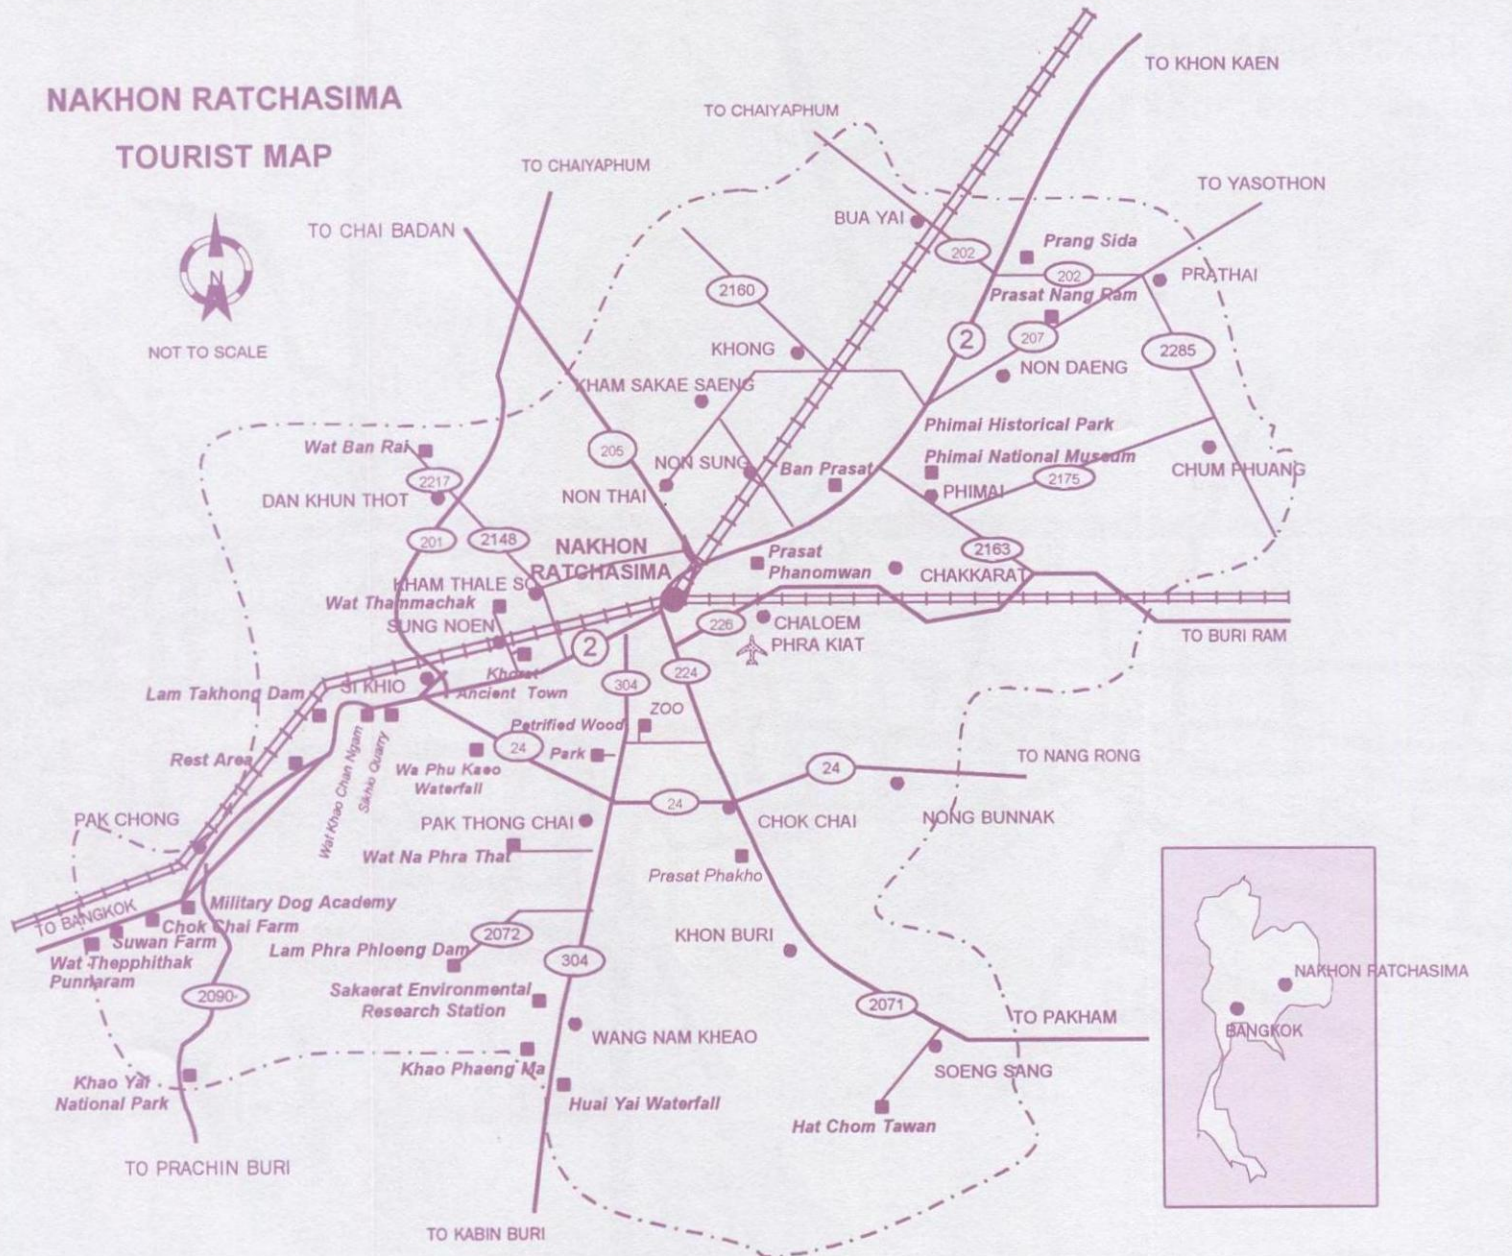 NAKHON RATCHASIMA
TOURIST MAP
N
NOT TO SCALE
TO KHON KAEN
TO CHAIYAPHUM
TO CHAIYAPHUM
TO YASOTHON
TO CHAI BADAN
BUA YAI
202
Prang Sida
202
PRATHAI
2160
Prasat Nang Ram
207
2
2285
KHONG
NON DAENG
KHAM SAKAE SAENG
Phimai Historical Park
205
Wat Ban Rai
NON SUNG
Ban Prasat
Phimai National Museum
CHUM PHUANG
2217
2175
DAN KHUN THOT
NON THAI
PHIMAI
201
2148
NAKHON
RATCHASIMA
2163
Prasat
Phanomwan
CHAKKARAT
KHAM THALE SO
Wat Thammachak
SUNG NOEN
226
CHALOEM
PHRA KIAT
TO BURI RAM
2
Khorat
Ancient Town
304
224
Lam Takhong Dam
SI KHIO
ZOO
Petrified Wood
Park
Rest Area
Wat Khao Chan Ngam
Sikhio Quarry
24
Wa Phu Kaeo
Waterfall
24
TO NANG RONG
24
PAK CHONG
PAK THONG CHAI
CHOK CHAI
NONG BUNNAK
Wat Na Phra That
Prasat Phakho
Military Dog Academy
TO BANGKOK
Chok Chai Farm
Suwan Farm
Wat Thepphithak
Punnaram
2072
Lam Phra Phloeng Dam
KHON BURI
304
2090
Sakaerat Environmental
Research Station
2071
TO PAKHAM
WANG NAM KHEAO
Khao Phaeng Ma
SOENG SANG
Khao Yai
National Park
Huai Yai Waterfall
Hat Chom Tawan
TO PRACHIN BURI
TO KABIN BURI
NAKHON RATCHASIMA
BANGKOK